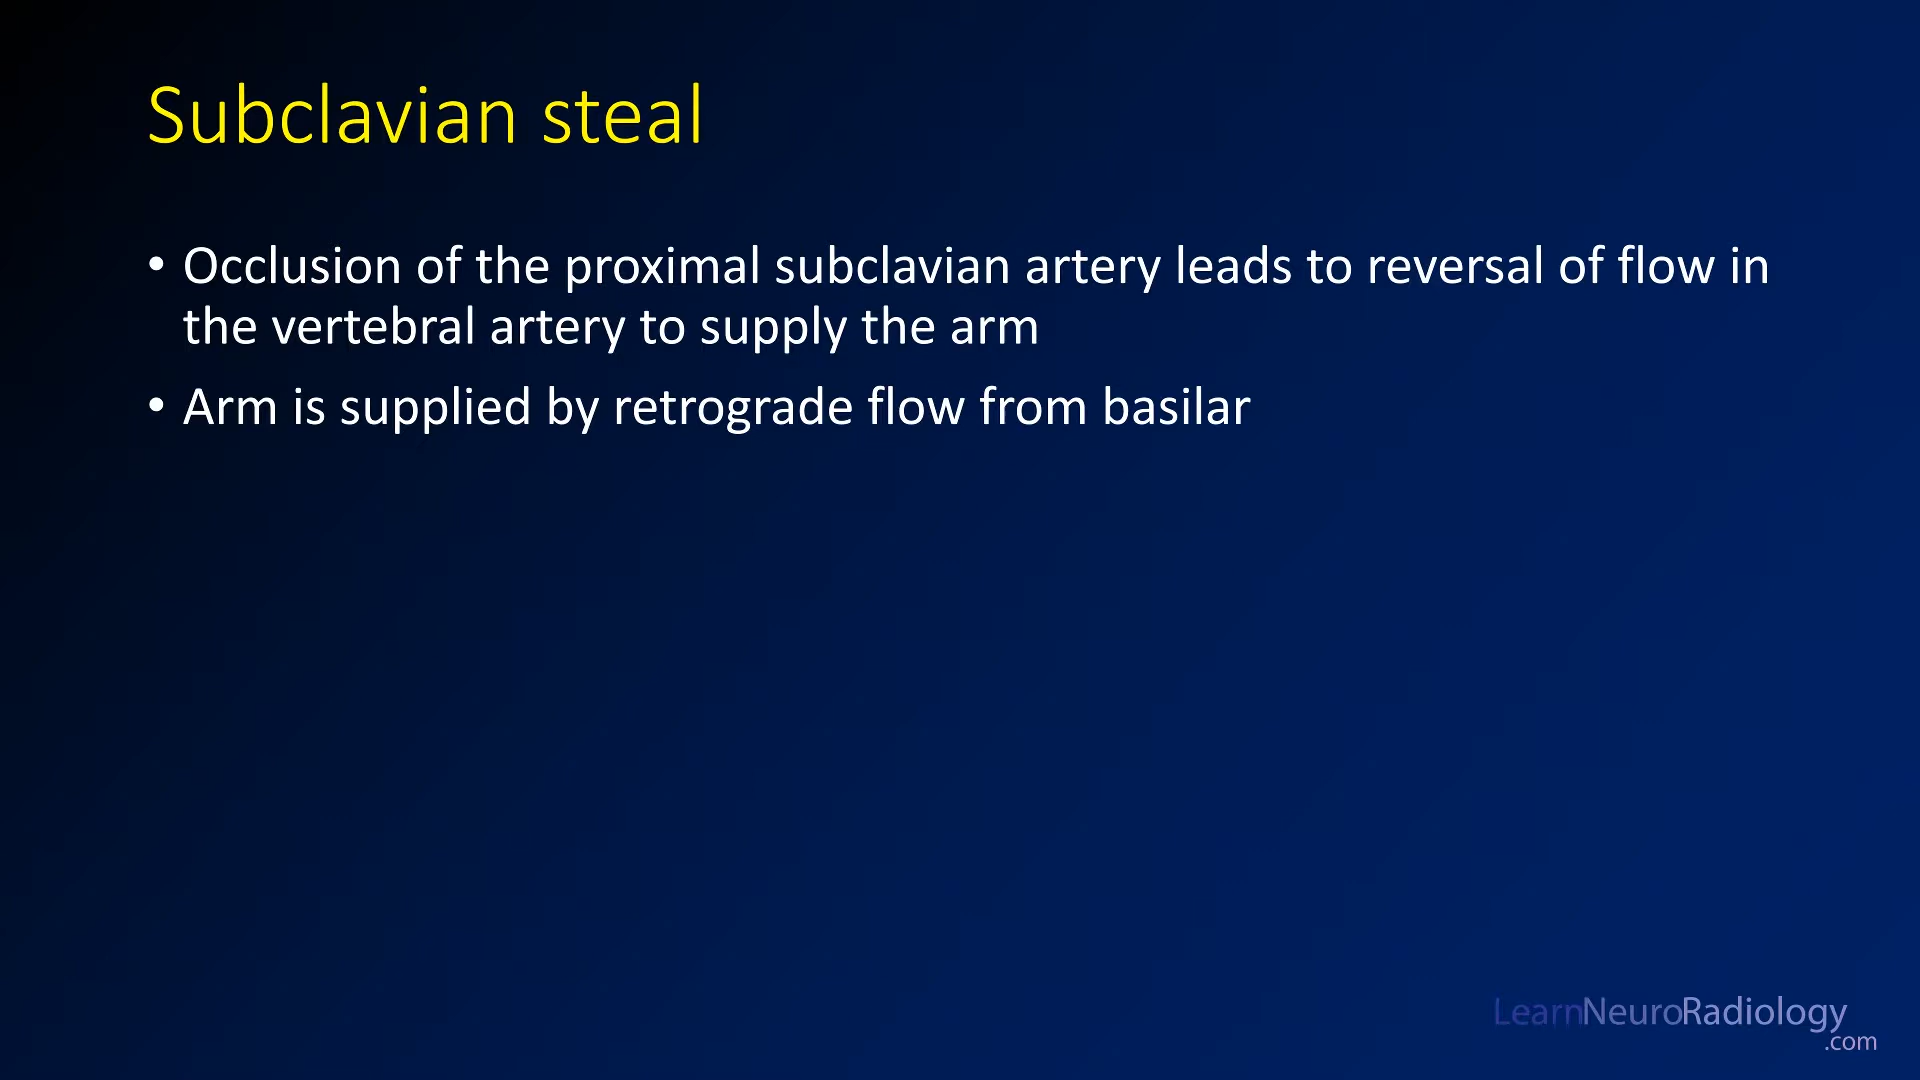 Subclavian steal
• Occlusion of the proximal subclavian artery leads to reversal of flow in
the vertebral artery to supply the arm
• Arm is supplied by retrograde flow from basilar
LearnNeuroRadiology
.com